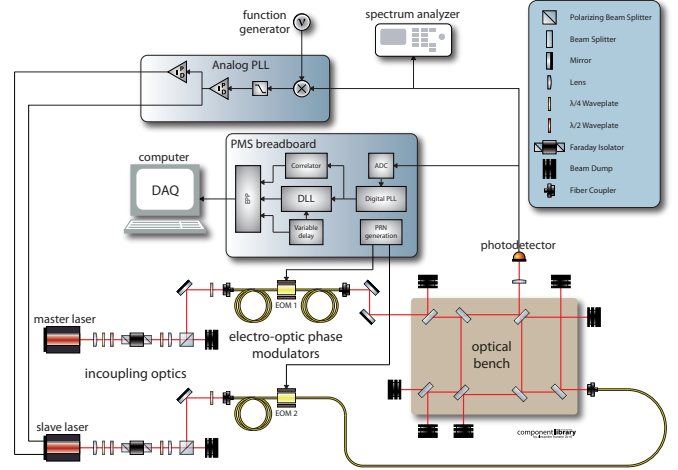 function
generator
ν
spectrum analyzer
Analog PLL
P
I
D
P
I
D
Polarizing Beam Splitter
Beam Splitter
Mirror
Lens
λ/4 Waveplate
λ/2 Waveplate
Faraday Isolator
Beam Dump
Fiber Coupler
PMS breadboard
computer
DAQ
EPP
Correlator
ADC
DLL
Digital PLL
Variable
delay
PRN
generation
photodetector
EOM 1
master laser
electro-optic phase
modulators
incoupling optics
optical
bench
EOM 2
slave laser
componentlibrary